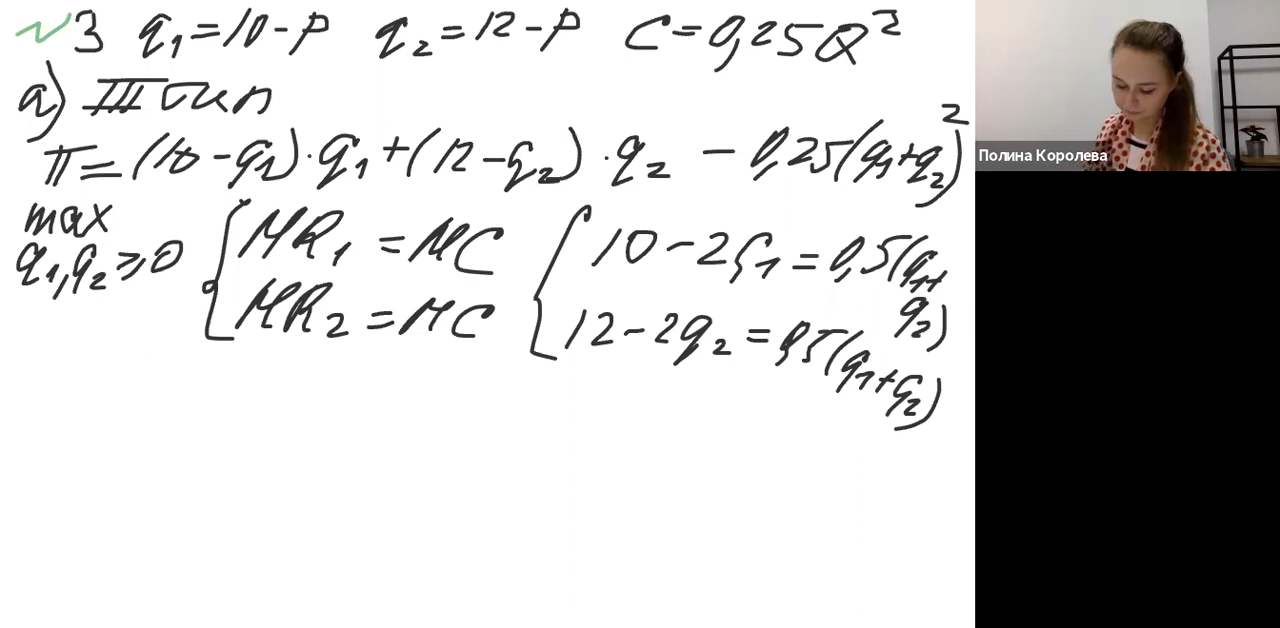 №3 q₁=10-P q₂=12-P C=0,25Q²
а) III тип
π=(10-q₁)·q₁+(12-q₂)·q₂-0,25(q₁+q₂)²
max
q₁,q₂≥0
{MR₁=MC
MR₂=MC
{10-2q₁=0,5(q₁+q₂)
12-2q₂=0,5(q₁+q₂)
Полина Королева